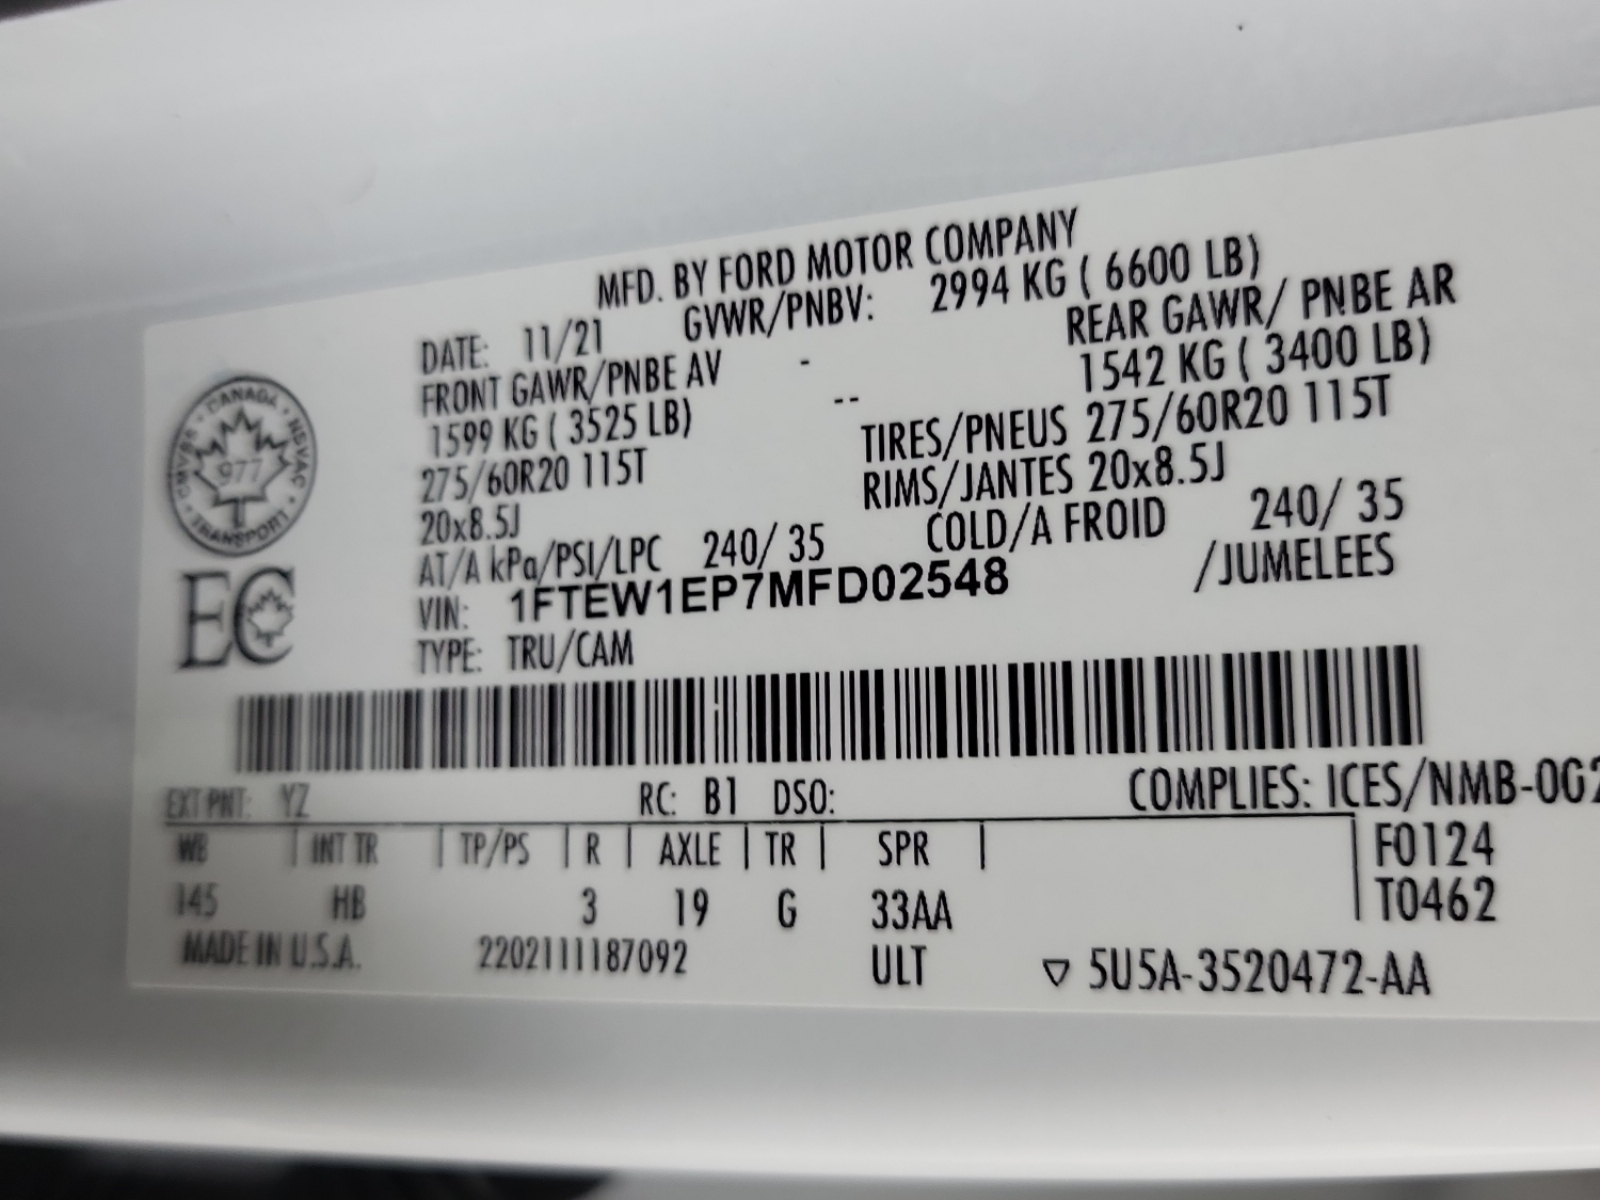 MFD. BY FORD MOTOR COMPANY
DATE: 11/21 GVWR/PNBV: 2994 KG ( 6600 LB)
FRONT GAWR/PNBE AV - REAR GAWR/ PNBE AR
1599 KG ( 3525 LB) -- 1542 KG ( 3400 LB)
275/60R20 115T TIRES/PNEUS 275/60R20 115T
20x8.5J RIMS/JANTES 20x8.5J
AT/A kPa/PSI/LPC 240/ 35 COLD/A FROID 240/ 35
VIN: 1FTEW1EP7MFD02548 /JUMELEES
TYPE: TRU/CAM
CANADA
CMVSS NSVAC
977
TRANSPORT
EC
EXT PNT: YZ RC: B1 DSO: COMPLIES: ICES/NMB-002
WB | INT TR | TP/PS | R | AXLE | TR | SPR | F0124
145 HB 3 19 G 33AA T0462
MADE IN U.S.A. 2202111187092 ULT ▽ 5U5A-3520472-AA